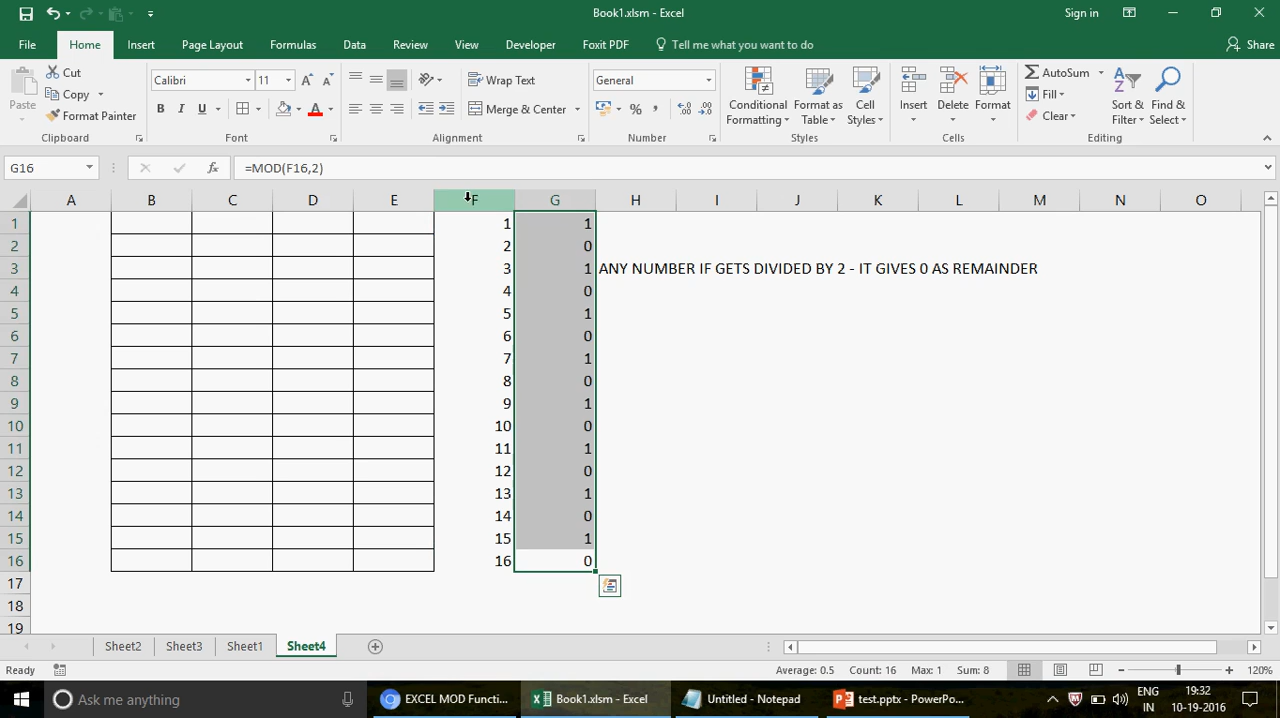 Book1.xlsm - Excel
Sign in
File Home Insert Page Layout Formulas Data Review View Developer Foxit PDF Tell me what you want to do Share
Paste
Cut
Copy
Format Painter
Clipboard
Calibri 11
B I U
Font
Wrap Text
Merge & Center
Alignment
General
Number
Conditional Formatting
Format as Table
Cell Styles
Styles
Insert Delete Format
Cells
AutoSum
Fill
Clear
Sort & Filter
Find & Select
Editing
G16 fx =MOD(F16,2)
A B C D E F G H I J K L M N O
1 1 1
2 2 0
3 3 1 ANY NUMBER IF GETS DIVIDED BY 2 - IT GIVES 0 AS REMAINDER
4 4 0
5 5 1
6 6 0
7 7 1
8 8 0
9 9 1
10 10 0
11 11 1
12 12 0
13 13 1
14 14 0
15 15 1
16 16 0
17
18
19
Sheet2 Sheet3 Sheet1 Sheet4
Ready Average: 0.5 Count: 16 Max: 1 Sum: 8 120%
Ask me anything
EXCEL MOD Functi...
Book1.xlsm - Excel
Untitled - Notepad
test.pptx - PowerPo...
ENG
IN
19:32
10-19-2016